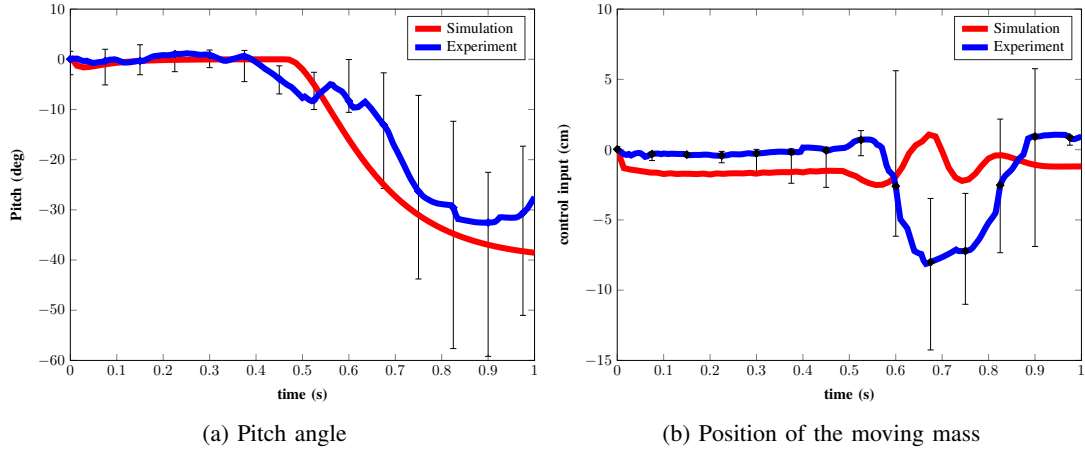 Simulation
Experiment
0
−10
−20
−30
−40
−50
−60
10
Pitch (deg)
0 0.1 0.2 0.3 0.4 0.5 0.6 0.7 0.8 0.9 1
time (s)
(a) Pitch angle
Simulation
Experiment
10
5
0
−5
−10
−15
control input (cm)
0 0.1 0.2 0.3 0.4 0.5 0.6 0.7 0.8 0.9 1
time (s)
(b) Position of the moving mass